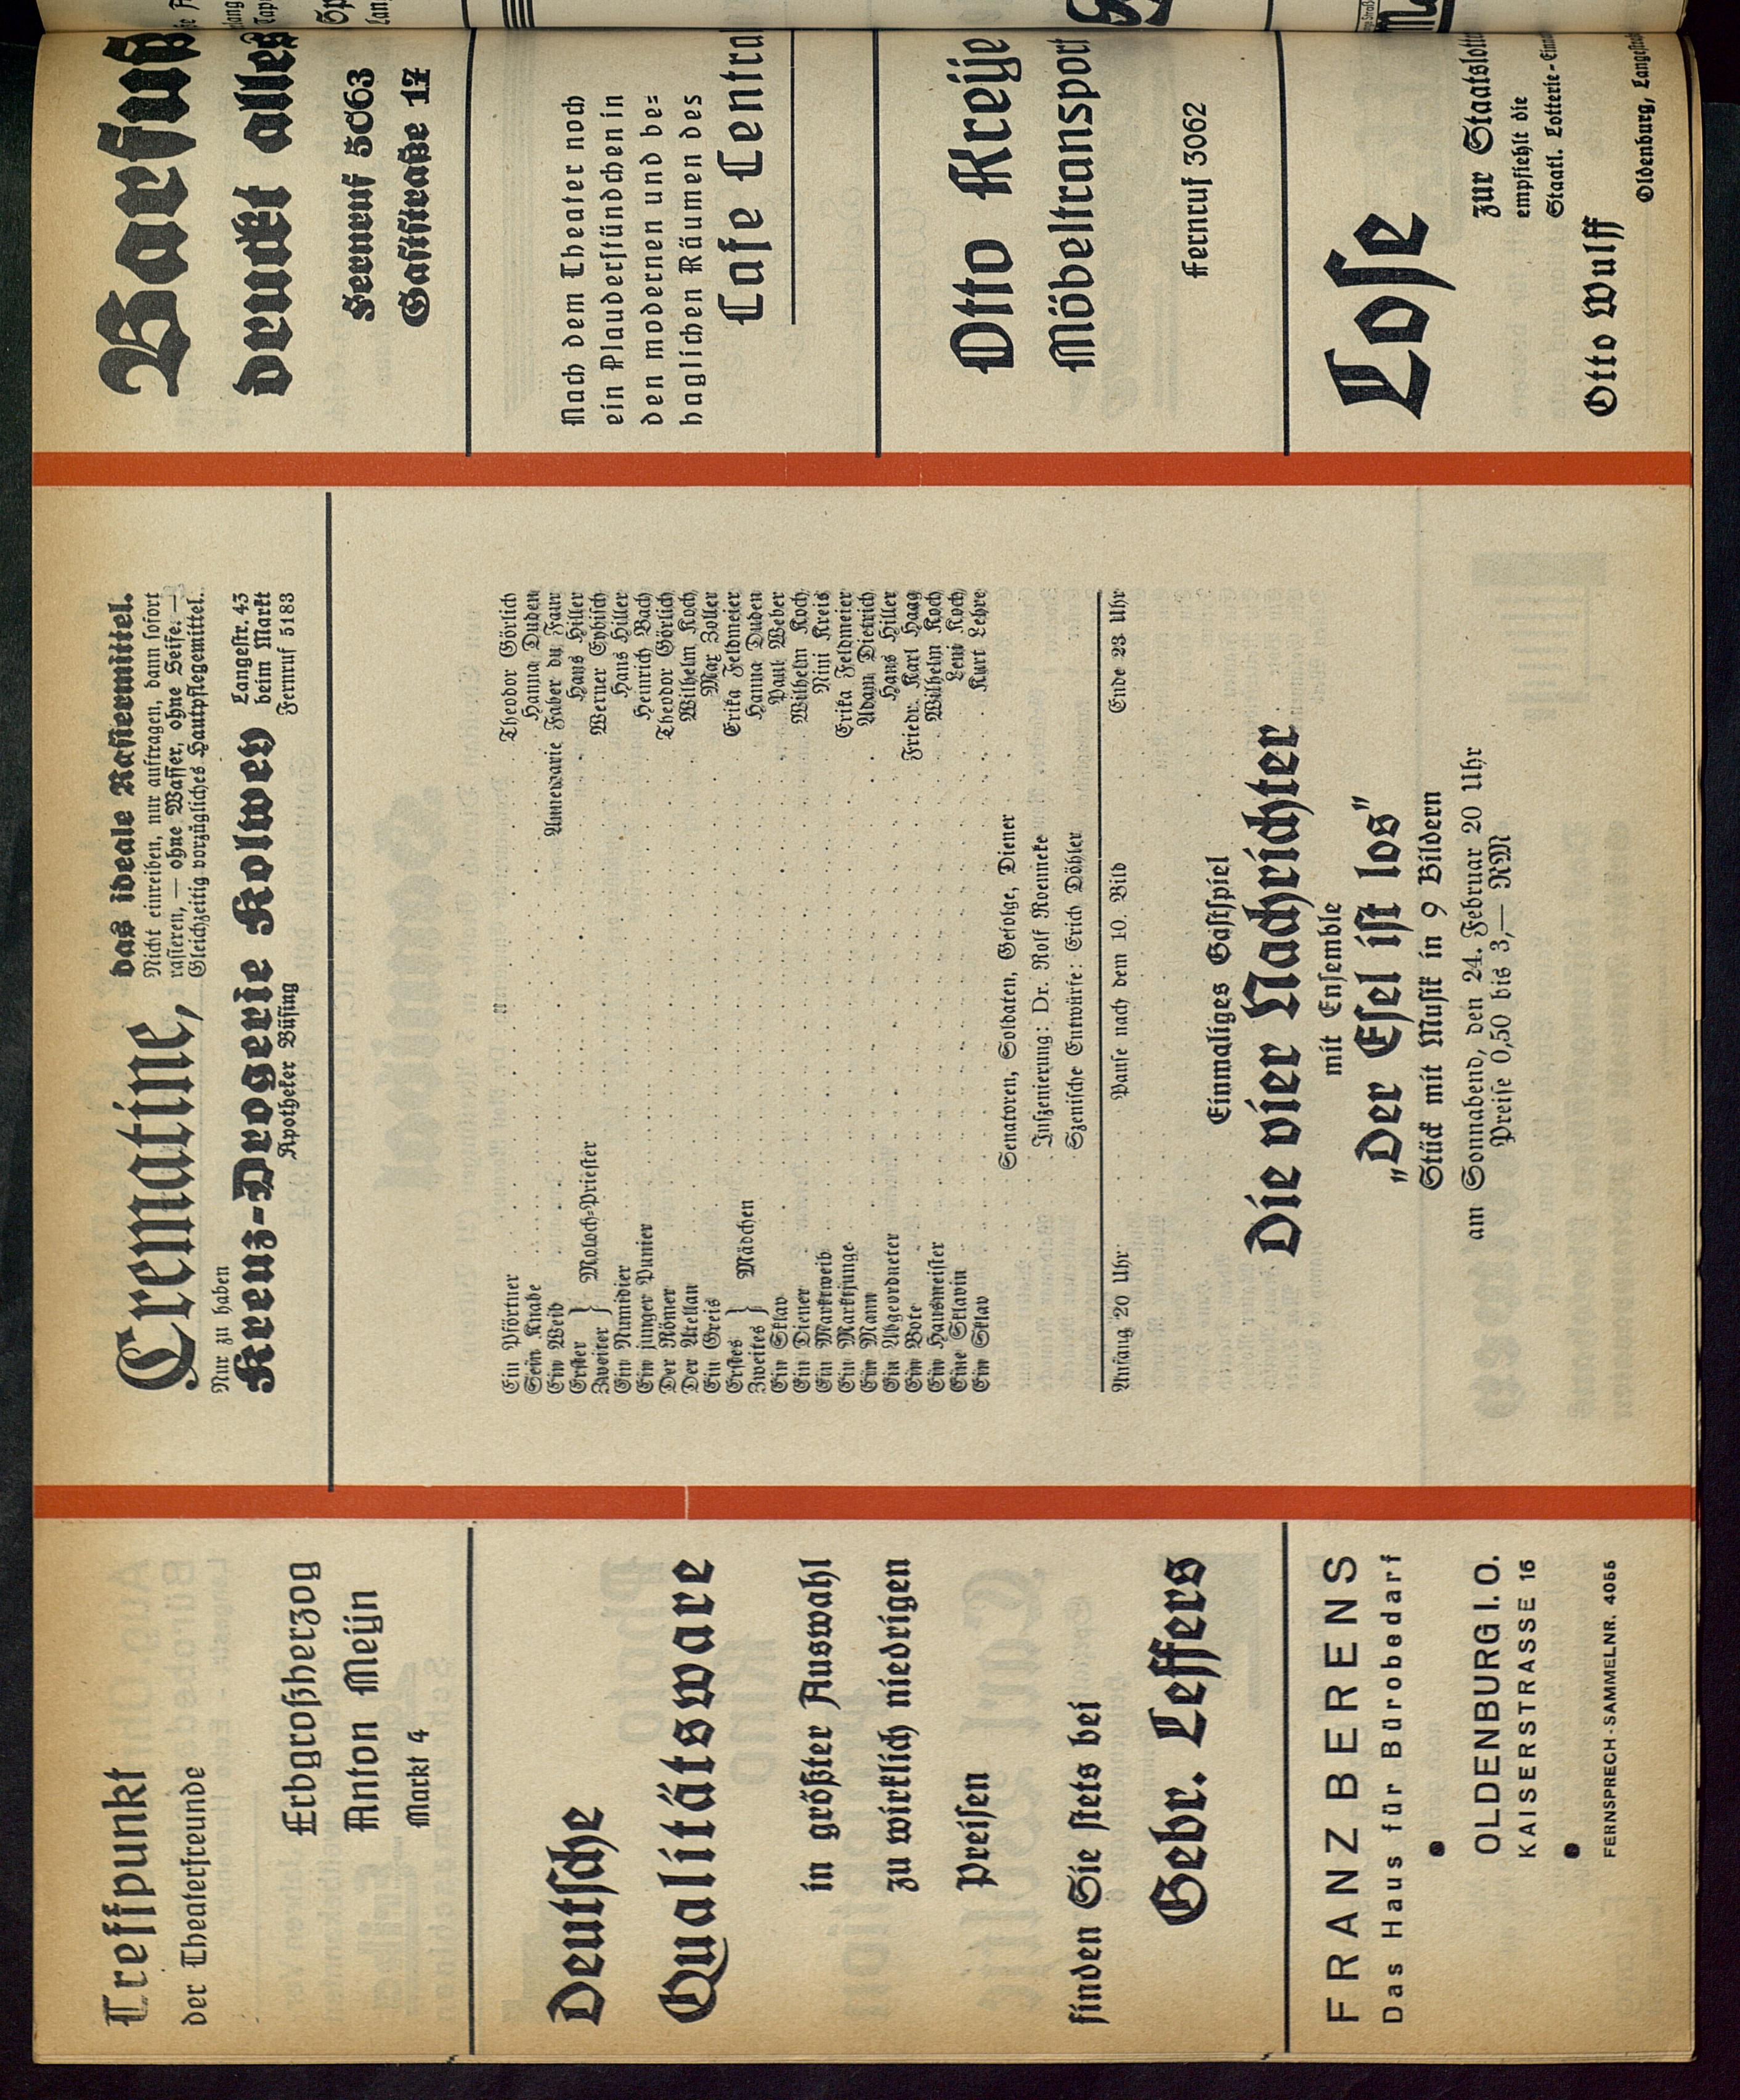 Treffpunkt
der Theaterfreunde
Erbgroßherzog
Anton Meijn
Markt 4
Deutsche
Qualitätsware
in größter Auswahl
zu wirklich niedrigen
Preisen
finden Sie stets bei
Gebr. Leffers
FRANZ BERENS
Das Haus für Bürobedarf
OLDENBURG I. O.
KAISERSTRASSE 16
FERNSPRECH-SAMMELNR. 4055
Crematine, das ideale Rasiermittel.
Nicht einreiben, nur auftragen, dann sofort
rasieren, — ohne Wasser, ohne Seife. —
Gleichzeitig vorzügliches Hautpflegemittel.
Nur zu haben
Kreuz-Drogerie Kolwey
Apotheker Büsing
Langestr. 43
beim Markt
Fernruf 5183
Ein Pförtner . . . Theodor Görlich
Sein Knabe . . . Hanna Duden
Ein Weib . . . Annemarie Faber du Faur
Erster } Moloch-Priester . . . Hans Hiller
Zweiter } . . . Werner Eybisch
Ein Numidier . . . Hans Hiller
Ein junger Punier . . . Heinrich Bach
Der Römer . . . Theodor Görlich
Der Atellan . . . Wilhelm Koch
Ein Greis . . . Max Zoller
Erstes } Mädchen . . . Erika Feldmeier
Zweites } . . . Hanna Duden
Ein Sklav . . . Paul Weber
Ein Diener . . . Wilhelm Koch
Ein Marktweib . . . Nini Kreis
Ein Marktjunge . . . Erika Feldmeier
Ein Mann . . . Adam Dietrich
Ein Abgeordneter . . . Hans Hiller
Ein Bote . . . Friedr. Karl Haag
Ein Hausmeister . . . Wilhelm Koch
Eine Sklavin . . . Leni Koch
Ein Sklav . . . Kurt Lehre
Senatoren, Soldaten, Gefolge, Diener
Inszenierung: Dr. Rolf Roenneke
Szenische Entwürfe: Erich Döhler
Anfang 20 Uhr Pause nach dem 10. Bild Ende 23 Uhr
Einmaliges Gastspiel
Die vier Nachrichter
mit Ensemble
„Der Esel ist los"
Stück mit Musik in 9 Bildern
am Sonnabend, den 24. Februar 20 Uhr
Preise 0,50 bis 3,— RM
Barfuß
druckt alles
Fernruf 5063
Gaststraße 17
Nach dem Theater noch
ein Plauderstündchen in
den modernen und be=
haglichen Räumen des
Cafe Central
Otto Kreije
Möbeltransport
Fernruf 3062
Lose
zur Staatslott
empfiehlt die
Staatl. Lotterie-Einn
Otto Wulff
Oldenburg, Langestra